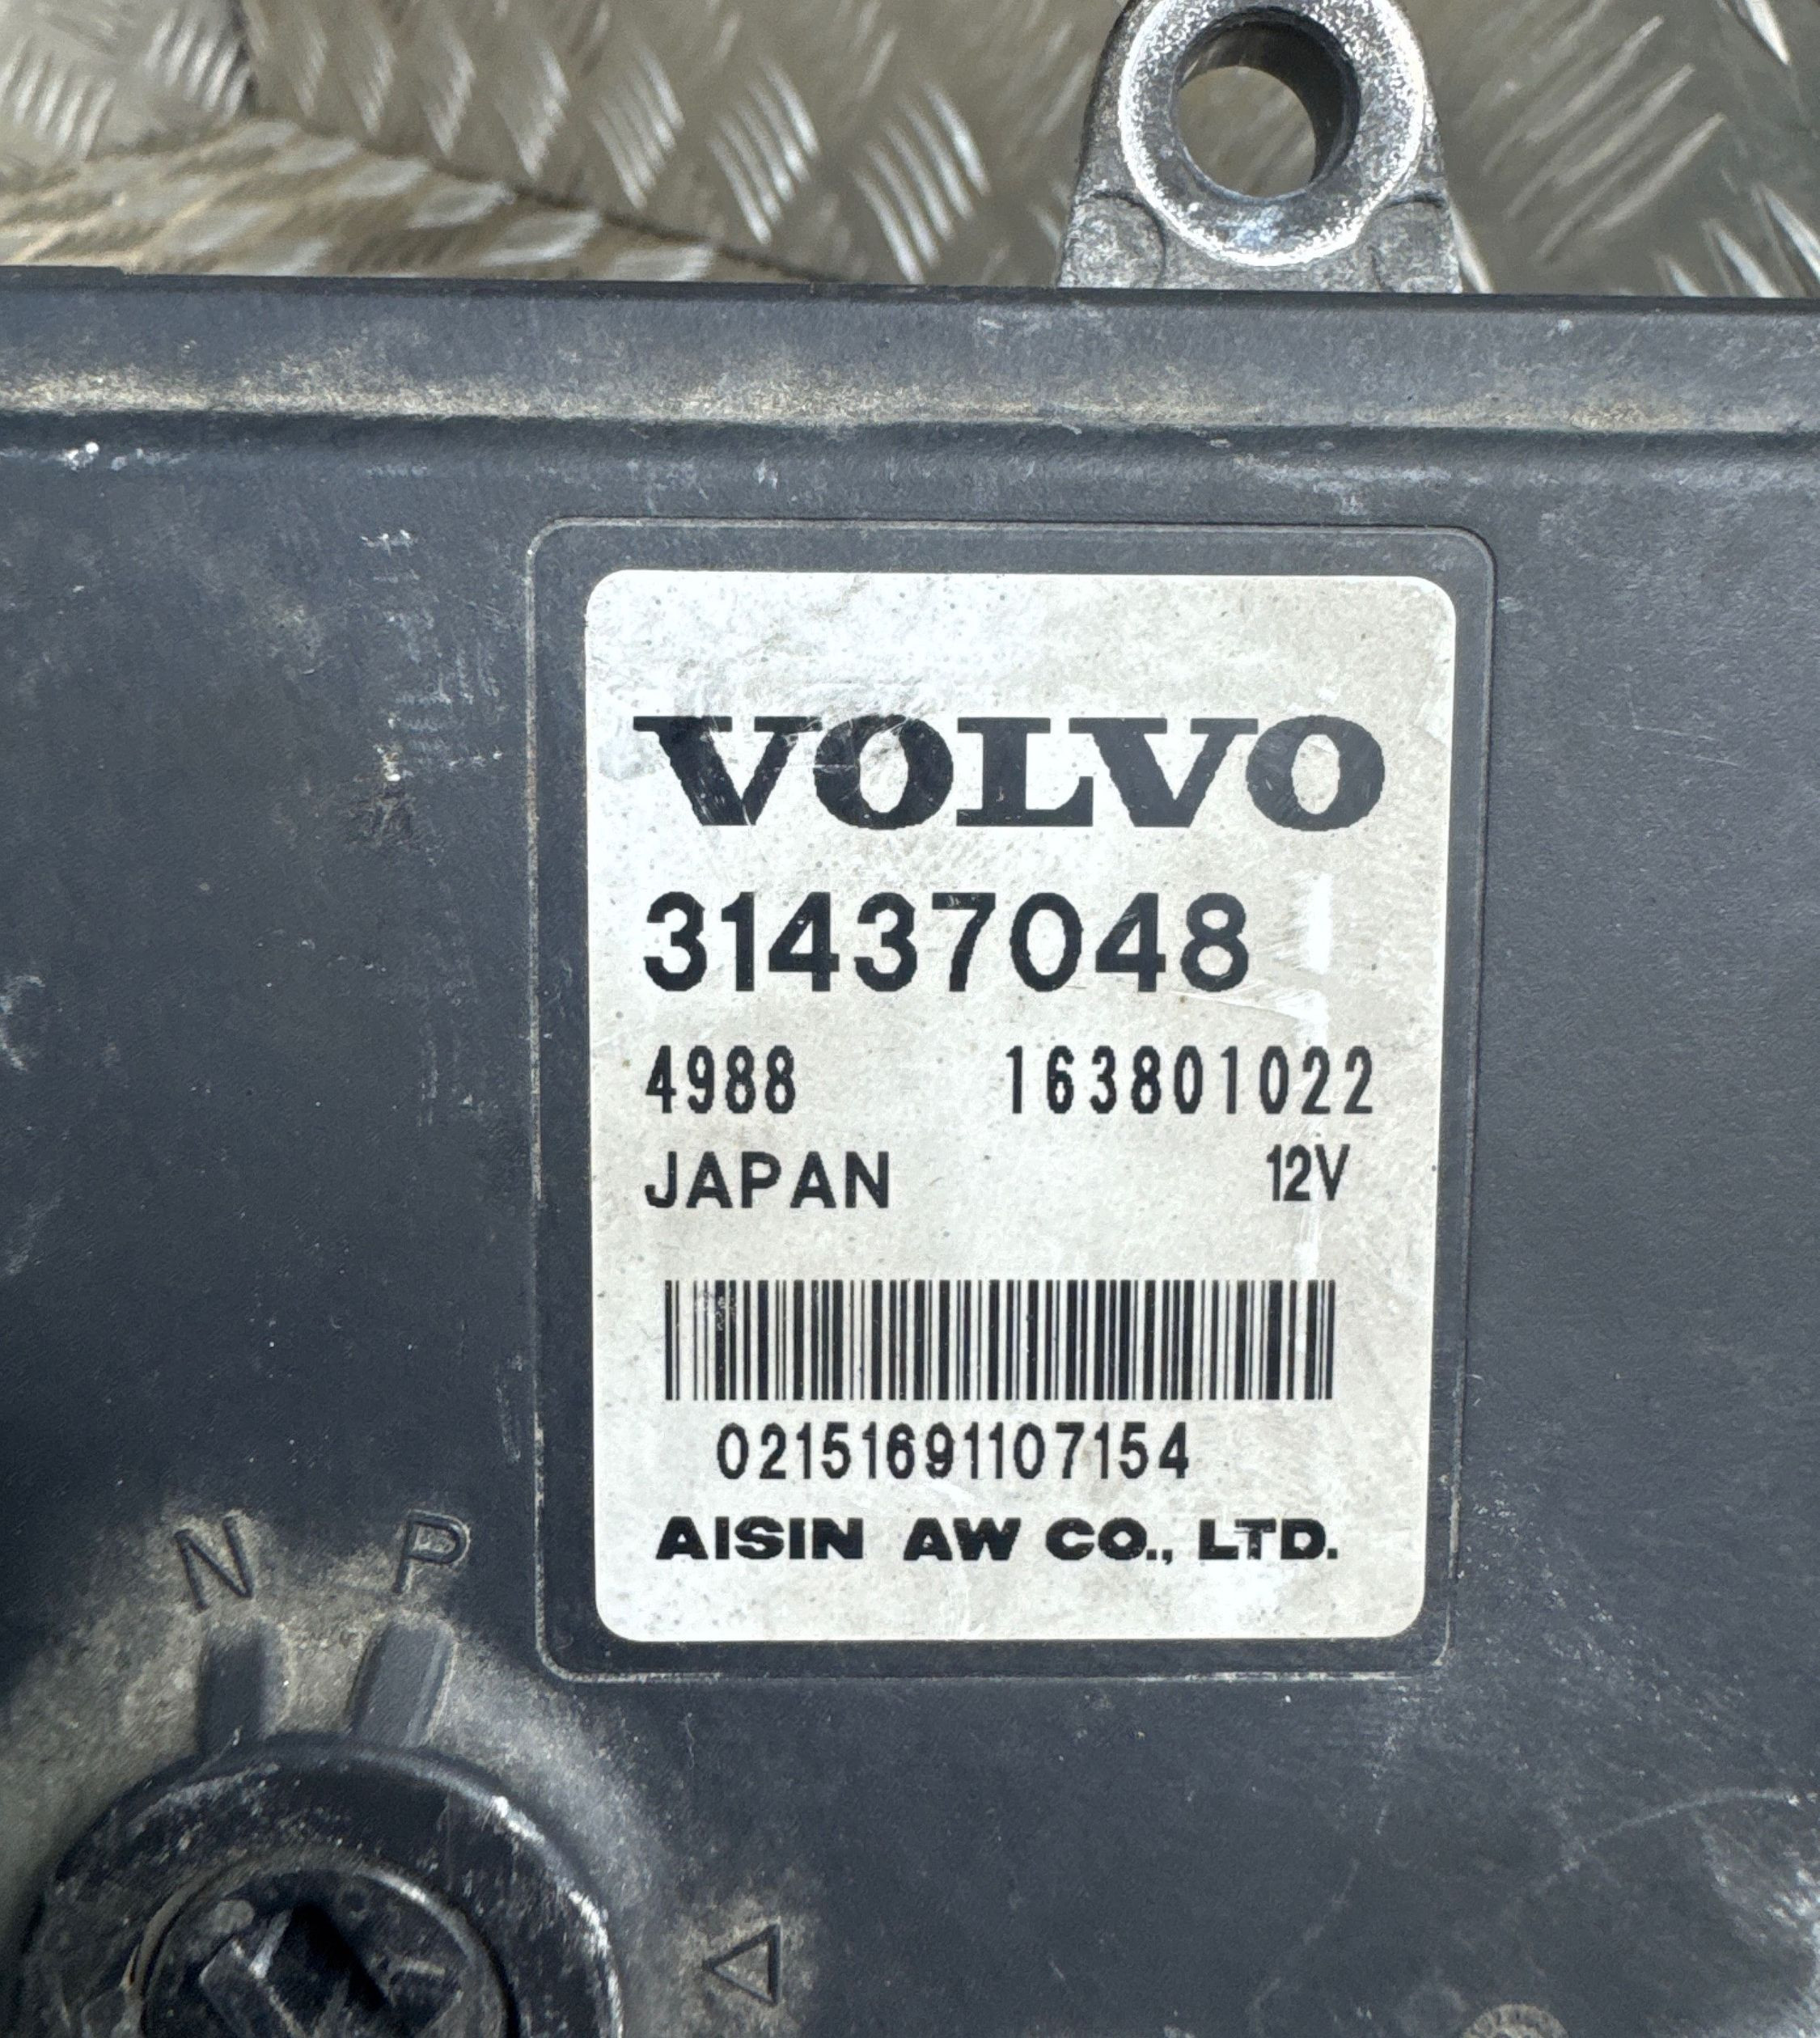 VOLVO
31437048
4988 163801022
JAPAN 12V
02151691107154
AISIN AW CO., LTD.
N P